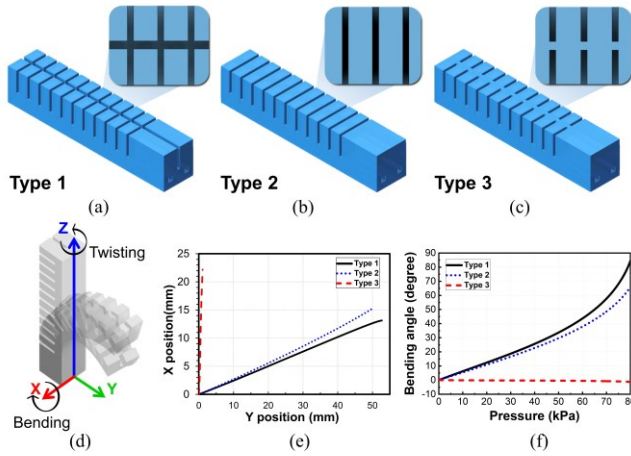 Type 1
Type 2
Type 3
(a)
(b)
(c)
Z
Twisting
X
Y
Bending
(d)
X position(mm)
25
20
15
10
5
0
Type 1
Type 2
Type 3
0 10 20 30 40 50 60
Y position (mm)
(e)
Bending angle (degree)
90
80
70
60
50
40
30
20
10
0
-10
Type 1
Type 2
Type 3
0 10 20 30 40 50 60 70 80
Pressure (kPa)
(f)